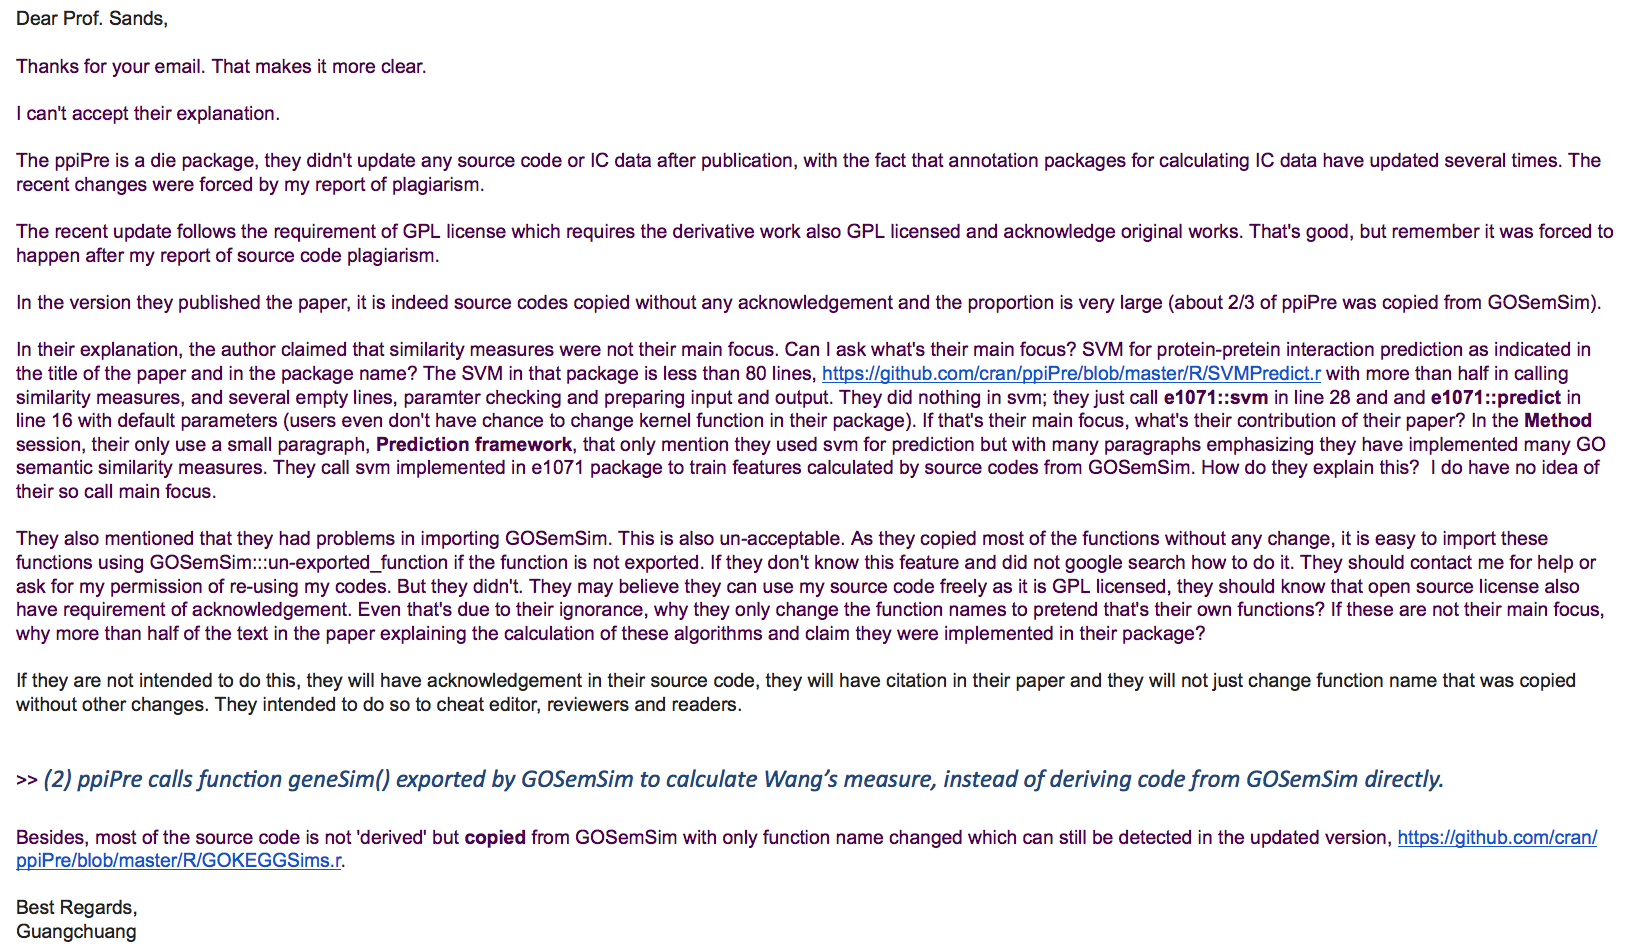 Dear Prof. Sands,
Thanks for your email. That makes it more clear.
I can't accept their explanation.
The ppiPre is a die package, they didn't update any source code or IC data after publication, with the fact that annotation packages for calculating IC data have updated several times. The
recent changes were forced by my report of plagiarism.
The recent update follows the requirement of GPL license which requires the derivative work also GPL licensed and acknowledge original works. That's good, but remember it was forced to
happen after my report of source code plagiarism.
In the version they published the paper, it is indeed source codes copied without any acknowledgement and the proportion is very large (about 2/3 of ppiPre was copied from GOSemSim).
In their explanation, the author claimed that similarity measures were not their main focus. Can I ask what's their main focus? SVM for protein-pretein interaction prediction as indicated in
the title of the paper and in the package name? The SVM in that package is less than 80 lines, https://github.com/cran/ppiPre/blob/master/R/SVMPredict.r with more than half in calling
similarity measures, and several empty lines, paramter checking and preparing input and output. They did nothing in svm; they just call e1071::svm in line 28 and and e1071::predict in
line 16 with default parameters (users even don't have chance to change kernel function in their package). If that's their main focus, what's their contribution of their paper? In the Method
session, their only use a small paragraph, Prediction framework, that only mention they used svm for prediction but with many paragraphs emphasizing they have implemented many GO
semantic similarity measures. They call svm implemented in e1071 package to train features calculated by source codes from GOSemSim. How do they explain this?  I do have no idea of
their so call main focus.
They also mentioned that they had problems in importing GOSemSim. This is also un-acceptable. As they copied most of the functions without any change, it is easy to import these
functions using GOSemSim:::un-exported_function if the function is not exported. If they don't know this feature and did not google search how to do it. They should contact me for help or
ask for my permission of re-using my codes. But they didn't. They may believe they can use my source code freely as it is GPL licensed, they should know that open source license also
have requirement of acknowledgement. Even that's due to their ignorance, why they only change the function names to pretend that's their own functions? If these are not their main focus,
why more than half of the text in the paper explaining the calculation of these algorithms and claim they were implemented in their package?
If they are not intended to do this, they will have acknowledgement in their source code, they will have citation in their paper and they will not just change function name that was copied
without other changes. They intended to do so to cheat editor, reviewers and readers.
>> (2) ppiPre calls function geneSim() exported by GOSemSim to calculate Wang’s measure, instead of deriving code from GOSemSim directly.
Besides, most of the source code is not 'derived' but copied from GOSemSim with only function name changed which can still be detected in the updated version, https://github.com/cran/
ppiPre/blob/master/R/GOKEGGSims.r.
Best Regards,
Guangchuang